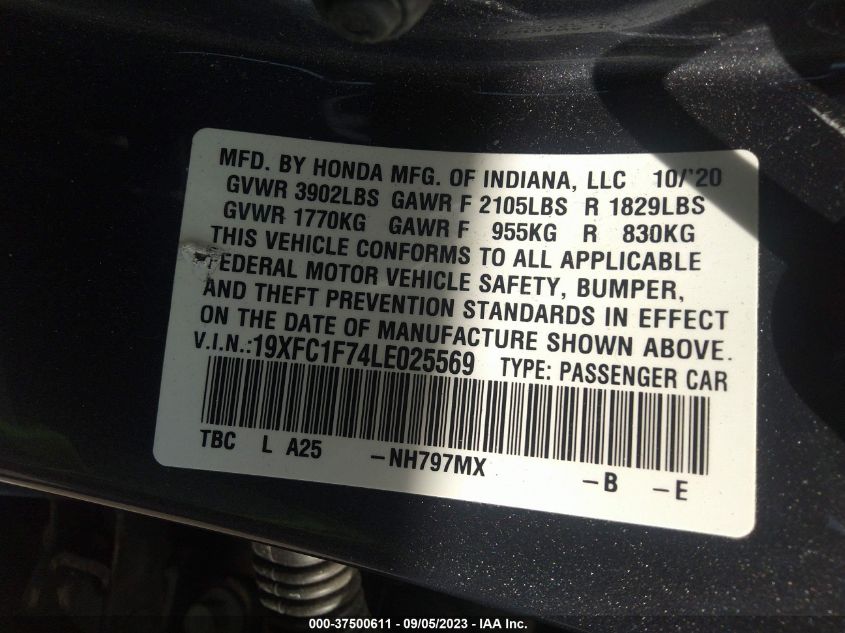 MFD. BY HONDA MFG. OF INDIANA, LLC 10/'20
GVWR 3902LBS GAWR F 2105LBS R 1829LBS
GVWR 1770KG GAWR F 955KG R 830KG
THIS VEHICLE CONFORMS TO ALL APPLICABLE
FEDERAL MOTOR VEHICLE SAFETY, BUMPER,
AND THEFT PREVENTION STANDARDS IN EFFECT
ON THE DATE OF MANUFACTURE SHOWN ABOVE.
V.I.N.:19XFC1F74LE025569 TYPE: PASSENGER CAR
TBC L A25 -NH797MX -B -E
000-37500611 - 09/05/2023 - IAA Inc.